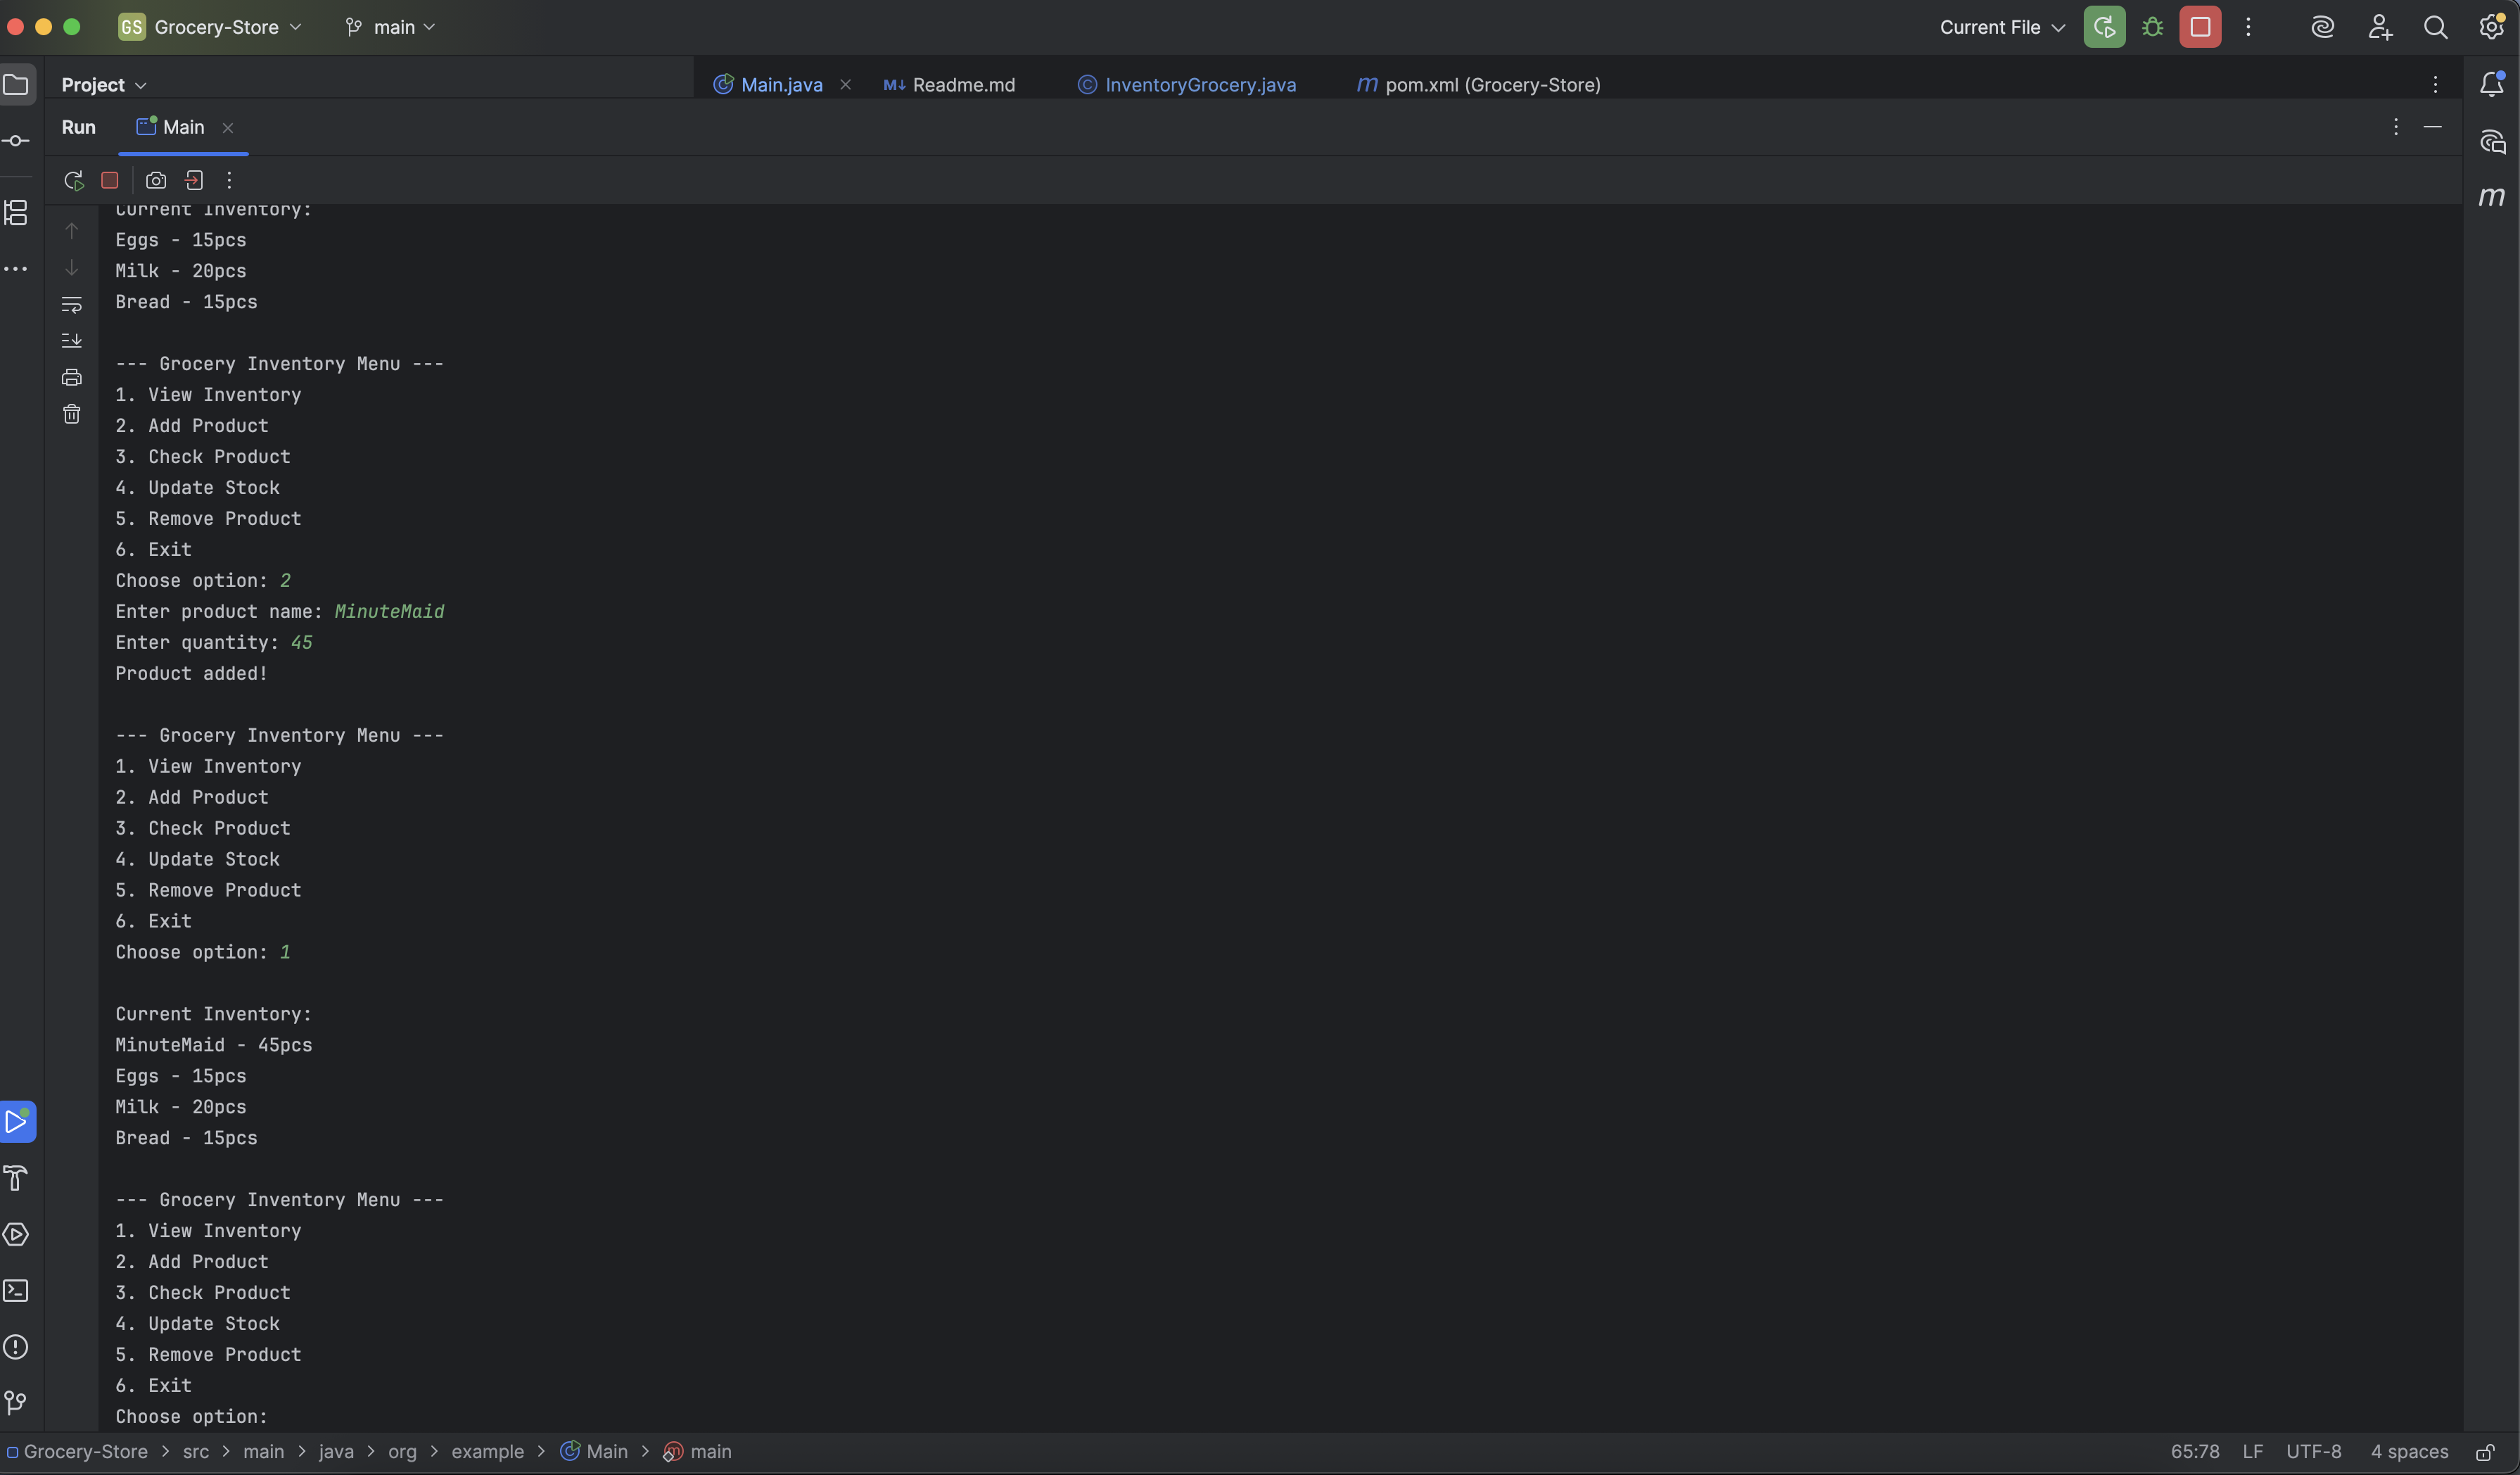 GS Grocery-Store main Current File
Project Main.java M↓ Readme.md InventoryGrocery.java m pom.xml (Grocery-Store)
Run Main
Current Inventory:
Eggs - 15pcs
Milk - 20pcs
Bread - 15pcs
--- Grocery Inventory Menu ---
1. View Inventory
2. Add Product
3. Check Product
4. Update Stock
5. Remove Product
6. Exit
Choose option: 2
Enter product name: MinuteMaid
Enter quantity: 45
Product added!
--- Grocery Inventory Menu ---
1. View Inventory
2. Add Product
3. Check Product
4. Update Stock
5. Remove Product
6. Exit
Choose option: 1
Current Inventory:
MinuteMaid - 45pcs
Eggs - 15pcs
Milk - 20pcs
Bread - 15pcs
--- Grocery Inventory Menu ---
1. View Inventory
2. Add Product
3. Check Product
4. Update Stock
5. Remove Product
6. Exit
Choose option:
Grocery-Store > src > main > java > org > example > Main > main 65:78 LF UTF-8 4 spaces